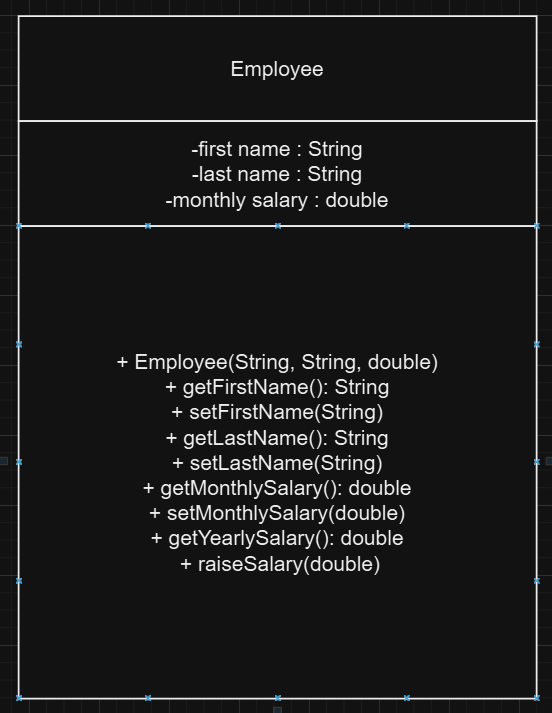 Employee
-first name : String
-last name : String
-monthly salary : double
+ Employee(String, String, double)
+ getFirstName(): String
+ setFirstName(String)
+ getLastName(): String
+ setLastName(String)
+ getMonthlySalary(): double
+ setMonthlySalary(double)
+ getYearlySalary(): double
+ raiseSalary(double)